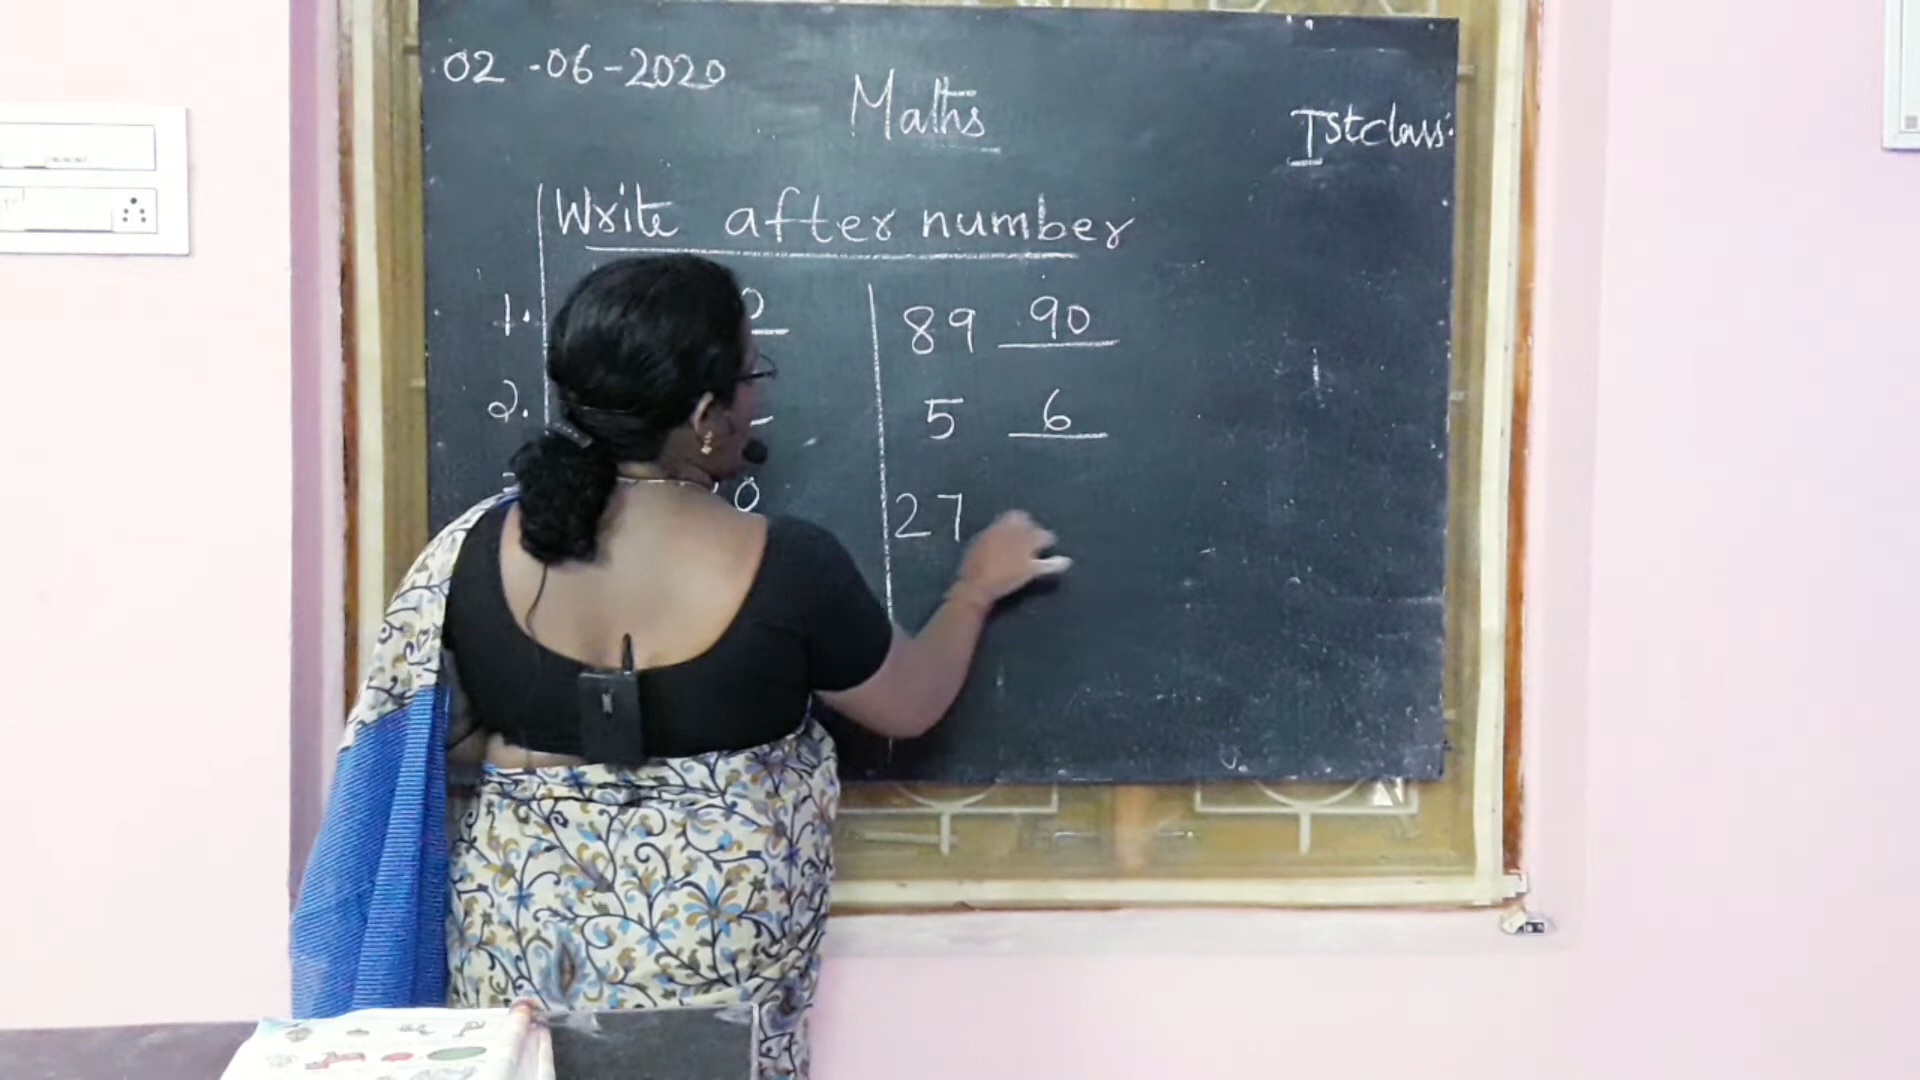 02-06-2020
Maths
Ist class.
Write after number
1.
89 90
2.
5 6
27